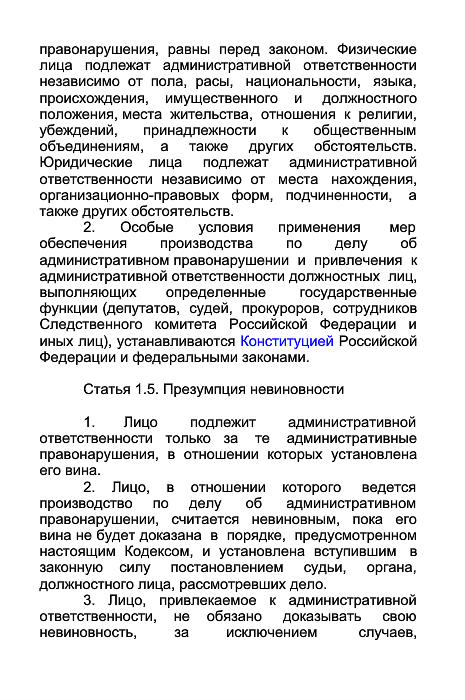 правонарушения, равны перед законом. Физические
лица подлежат административной ответственности
независимо от пола, расы, национальности, языка,
происхождения, имущественного и должностного
положения, места жительства, отношения к религии,
убеждений, принадлежности к общественным
объединениям, а также других обстоятельств.
Юридические лица подлежат административной
ответственности независимо от места нахождения,
организационно-правовых форм, подчиненности, а
также других обстоятельств.
2. Особые условия применения мер
обеспечения производства по делу об
административном правонарушении и привлечения к
административной ответственности должностных лиц,
выполняющих определенные государственные
функции (депутатов, судей, прокуроров, сотрудников
Следственного комитета Российской Федерации и
иных лиц), устанавливаются Конституцией Российской
Федерации и федеральными законами.
Статья 1.5. Презумпция невиновности
1. Лицо подлежит административной
ответственности только за те административные
правонарушения, в отношении которых установлена
его вина.
2. Лицо, в отношении которого ведется
производство по делу об административном
правонарушении, считается невиновным, пока его
вина не будет доказана в порядке, предусмотренном
настоящим Кодексом, и установлена вступившим в
законную силу постановлением судьи, органа,
должностного лица, рассмотревших дело.
3. Лицо, привлекаемое к административной
ответственности, не обязано доказывать свою
невиновность, за исключением случаев,